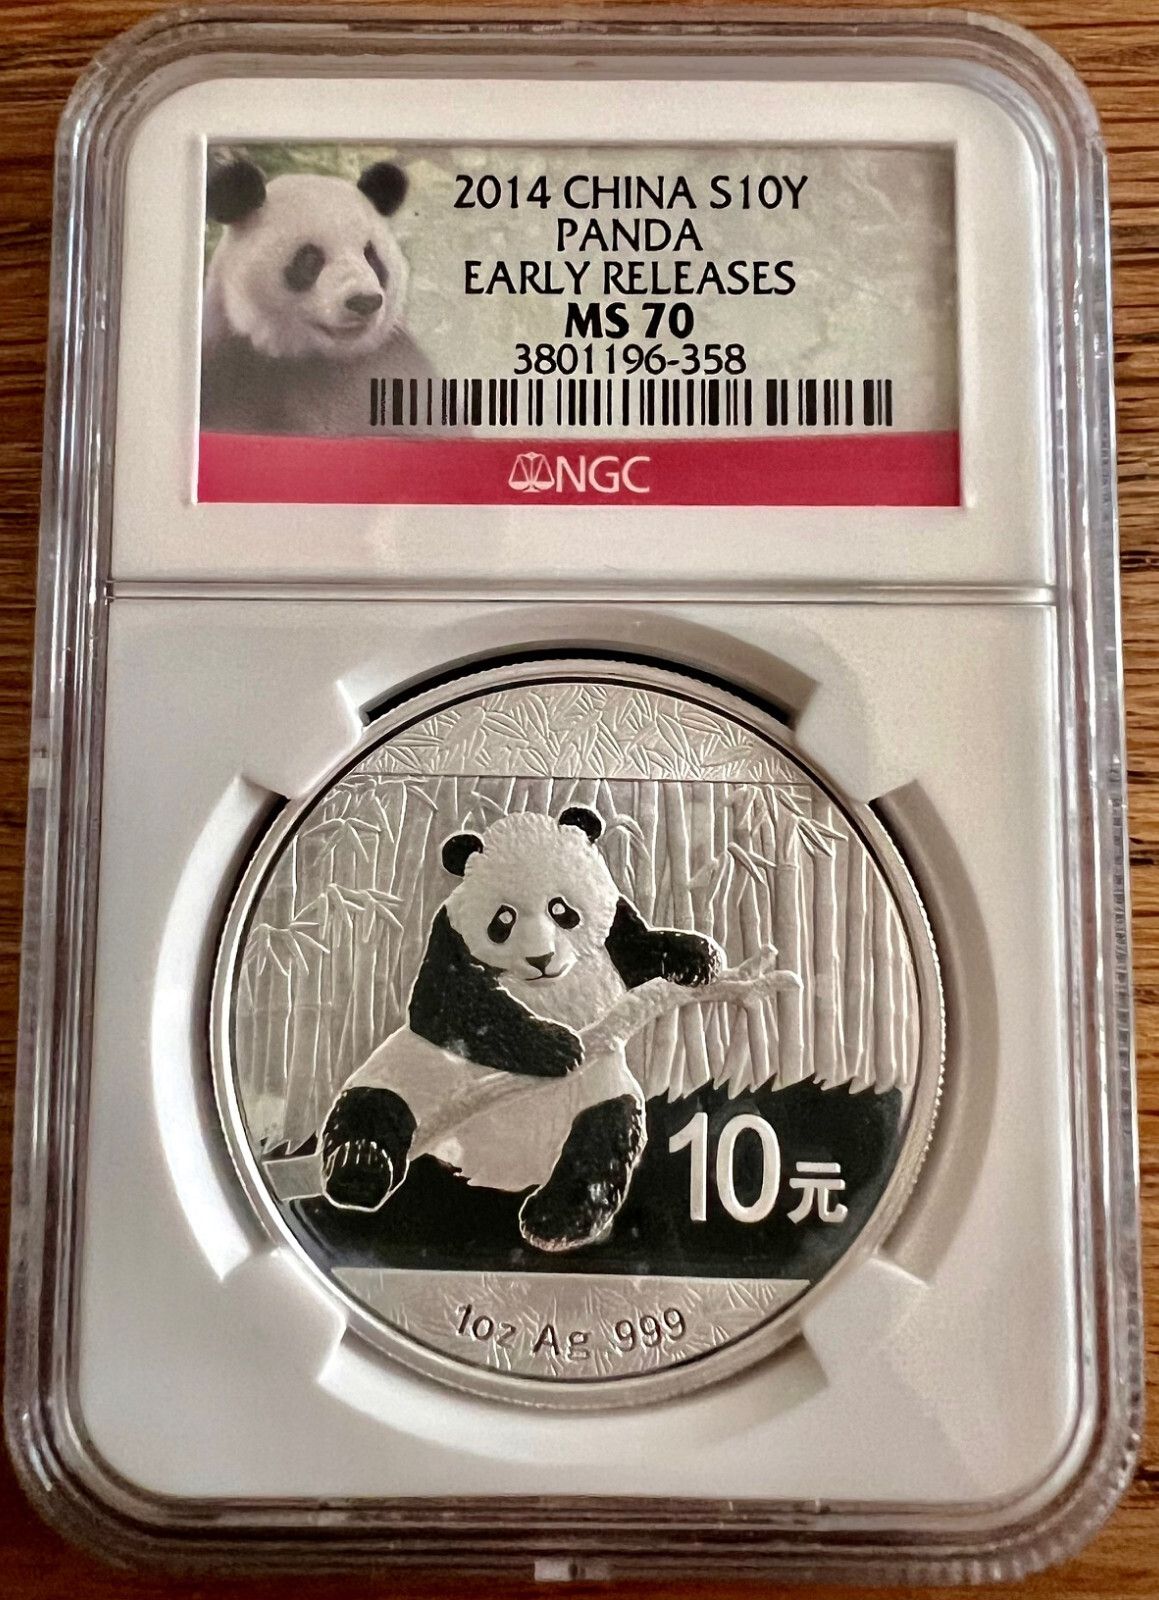 2014 CHINA S10Y
PANDA
EARLY RELEASES
MS 70
3801196-358
NGC
10元
1oz Ag .999